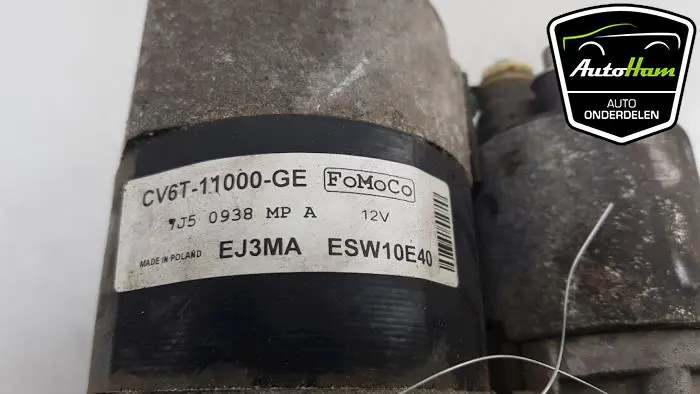 AutoHam
AUTO
ONDERDELEN
CV6T-11000-GE FoMoCo
J5 0938 MP A 12V
MADE IN POLAND EJ3MA ESW10E40